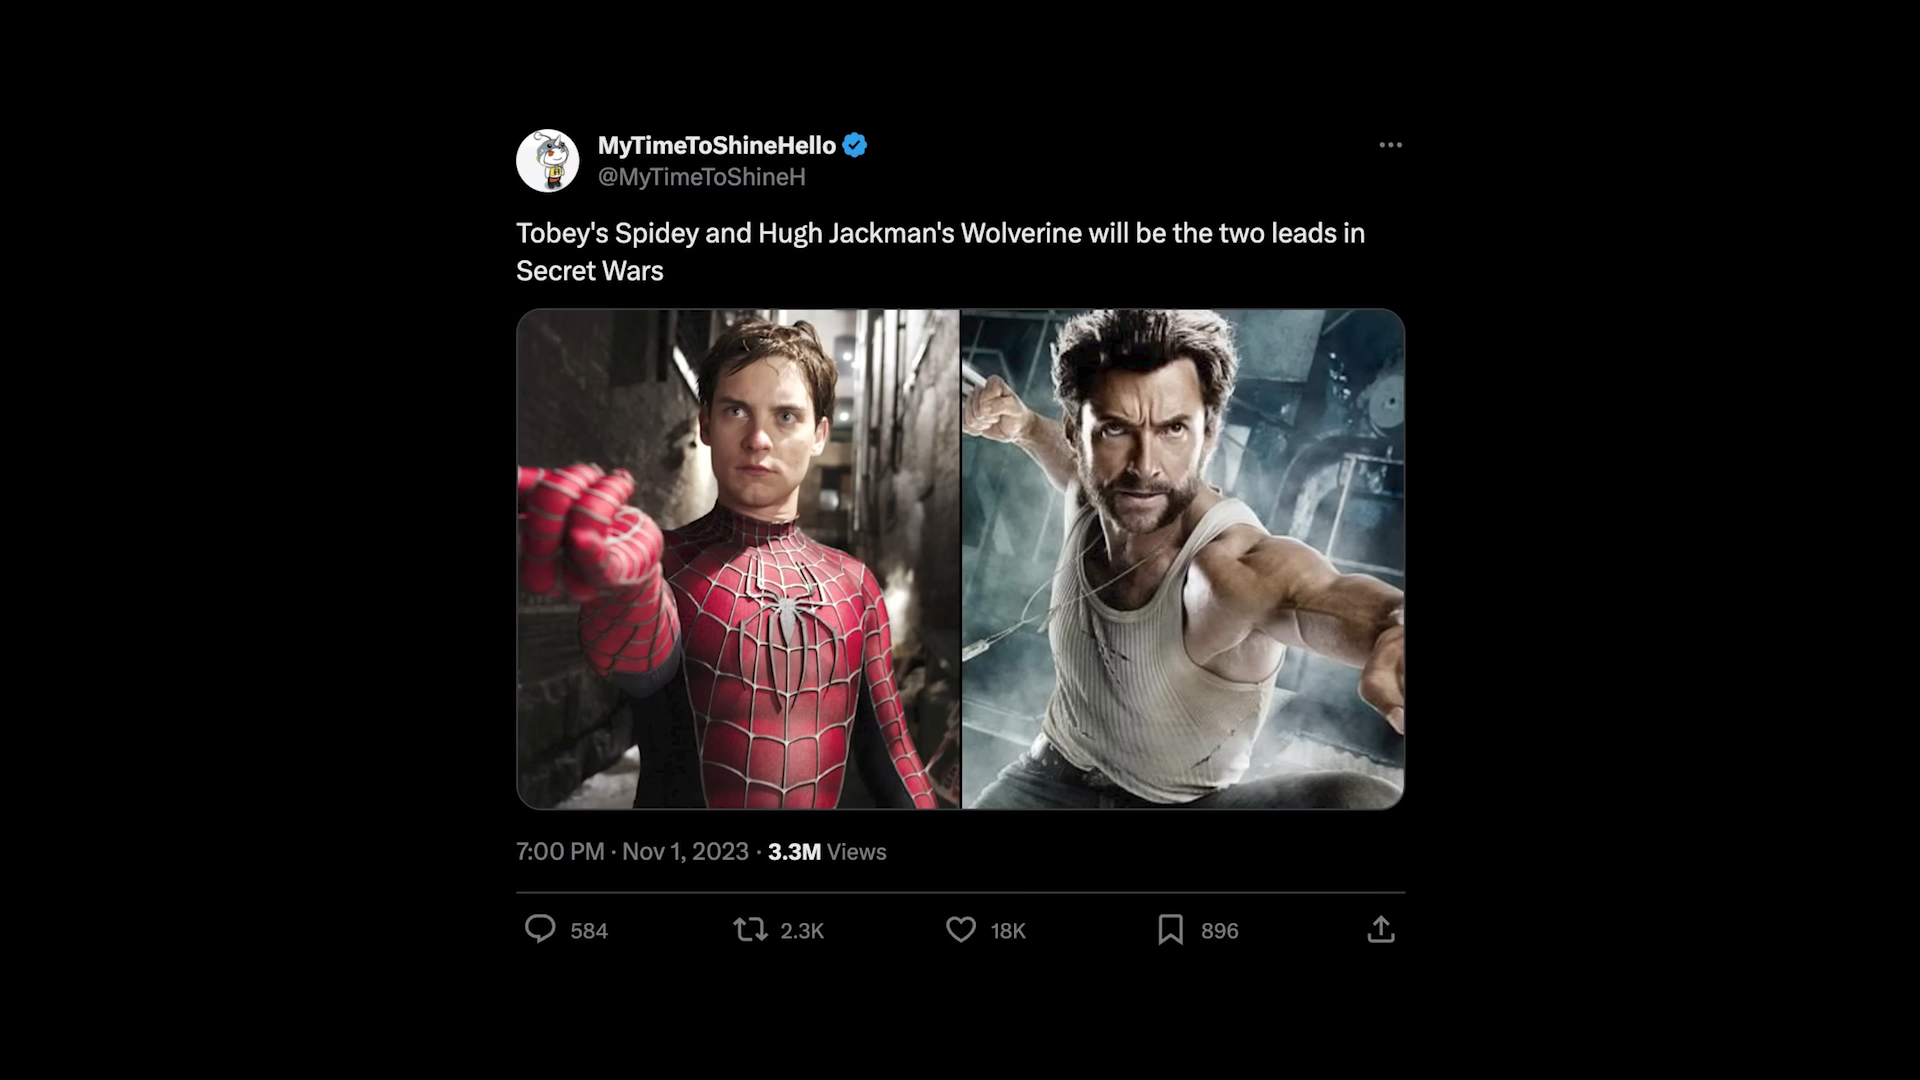 MyTimeToShineHello
@MyTimeToShineH
Tobey's Spidey and Hugh Jackman's Wolverine will be the two leads in
Secret Wars
7:00 PM · Nov 1, 2023 · 3.3M Views
584 2.3K 18K 896